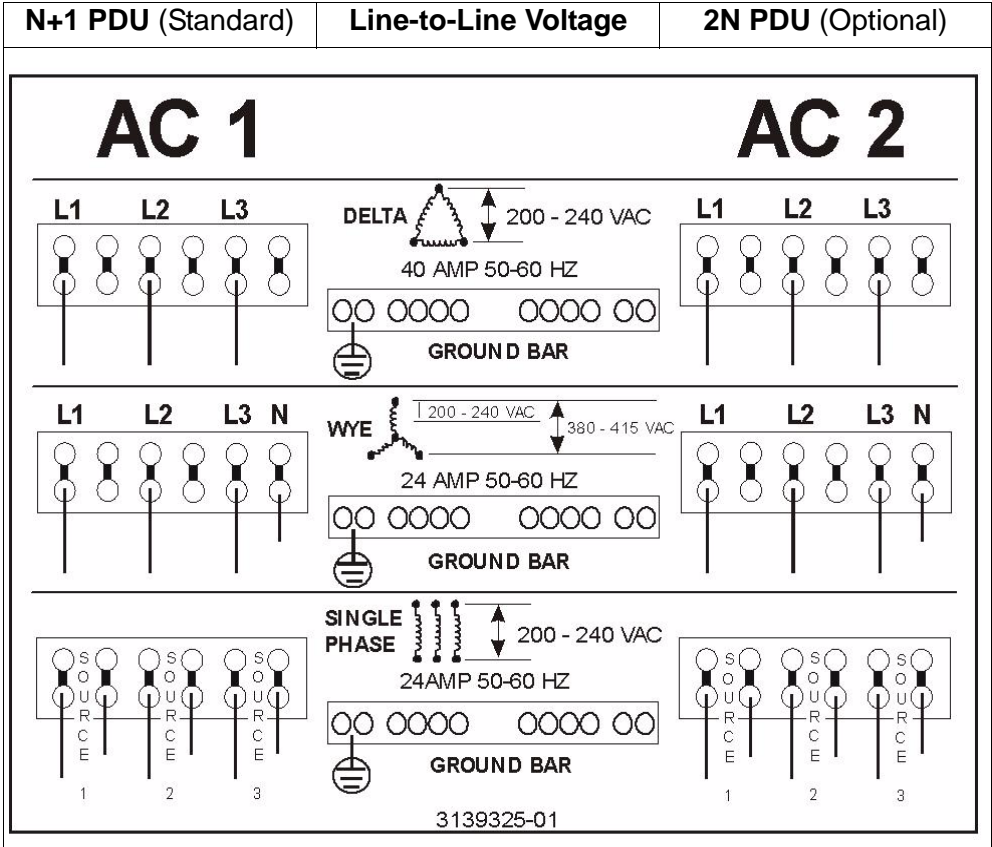 N+1 PDU (Standard) Line-to-Line Voltage 2N PDU (Optional)
AC 1 AC 2
L1 L2 L3
DELTA 200 - 240 VAC
40 AMP 50-60 HZ
GROUND BAR
L1 L2 L3
L1 L2 L3 N
WYE 200 - 240 VAC 380 - 415 VAC
24 AMP 50-60 HZ
GROUND BAR
L1 L2 L3 N
SOURCE SOURCE SOURCE
1 2 3
SINGLE
PHASE 200 - 240 VAC
24AMP 50-60 HZ
GROUND BAR
SOURCE SOURCE SOURCE
1 2 3
3139325-01